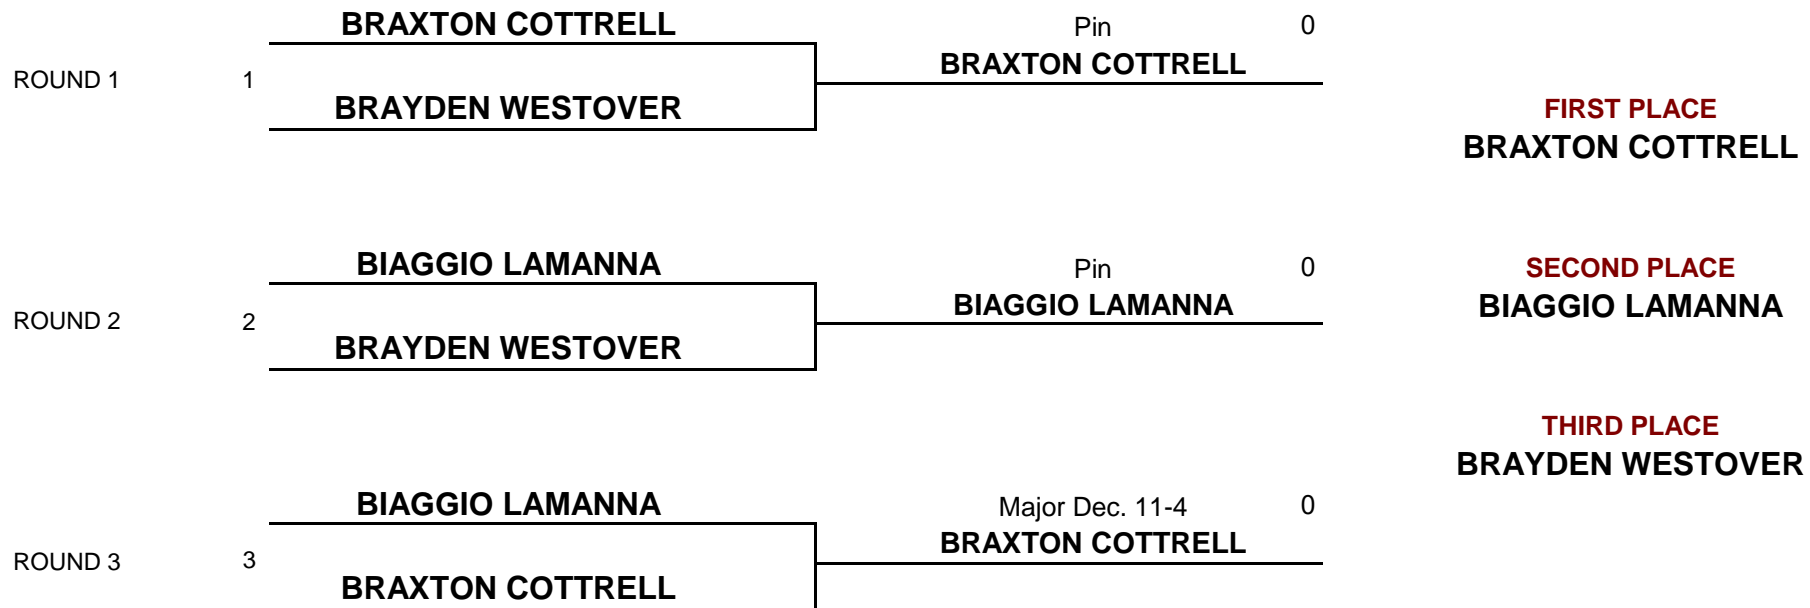 BRAXTON COTTRELL
Pin 0
BRAXTON COTTRELL
ROUND 1 1
BRAYDEN WESTOVER
FIRST PLACE
BRAXTON COTTRELL
BIAGGIO LAMANNA
Pin 0
SECOND PLACE
BIAGGIO LAMANNA
BIAGGIO LAMANNA
ROUND 2 2
BRAYDEN WESTOVER
THIRD PLACE
BRAYDEN WESTOVER
BIAGGIO LAMANNA
Major Dec. 11-4 0
BRAXTON COTTRELL
ROUND 3 3
BRAXTON COTTRELL